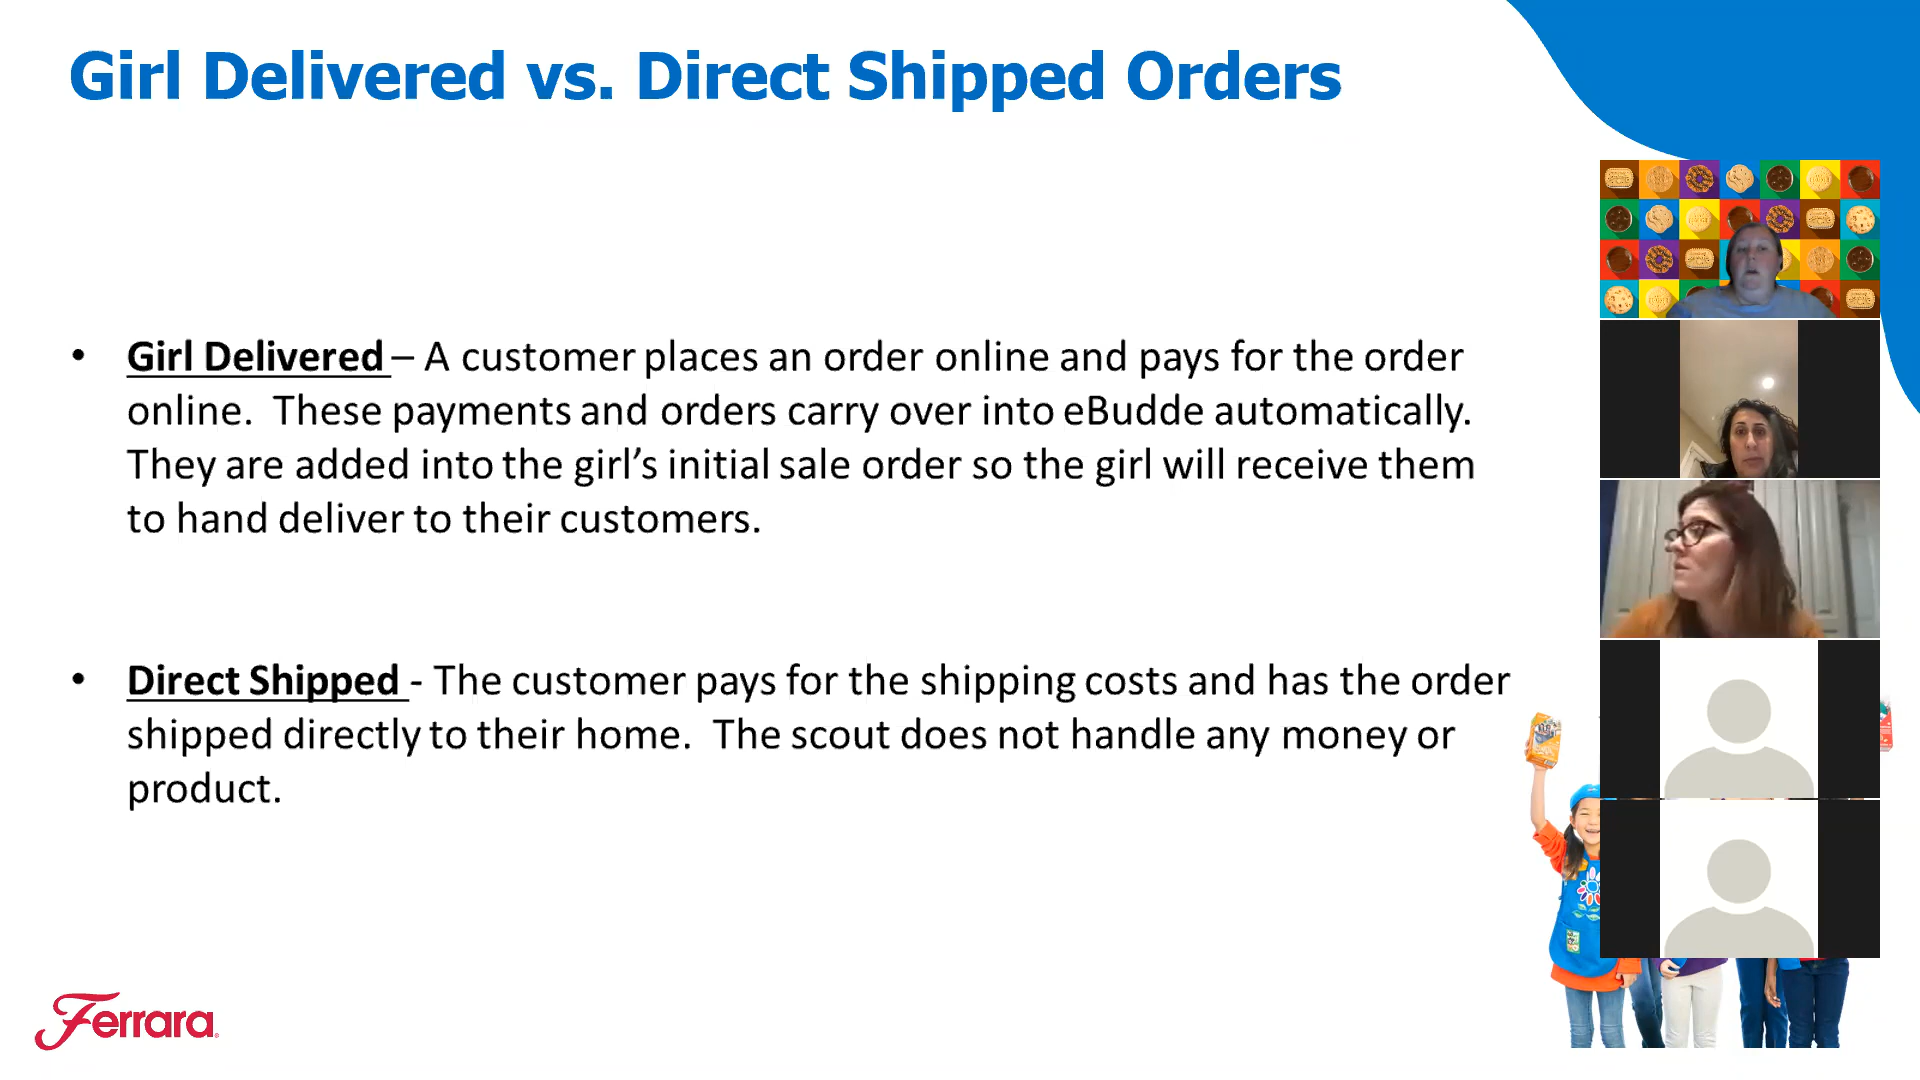 Girl Delivered vs. Direct Shipped Orders
• Girl Delivered – A customer places an order online and pays for the order
online.  These payments and orders carry over into eBudde automatically.
They are added into the girl’s initial sale order so the girl will receive them
to hand deliver to their customers.
• Direct Shipped - The customer pays for the shipping costs and has the order
shipped directly to their home.  The scout does not handle any money or
product.
Ferrara